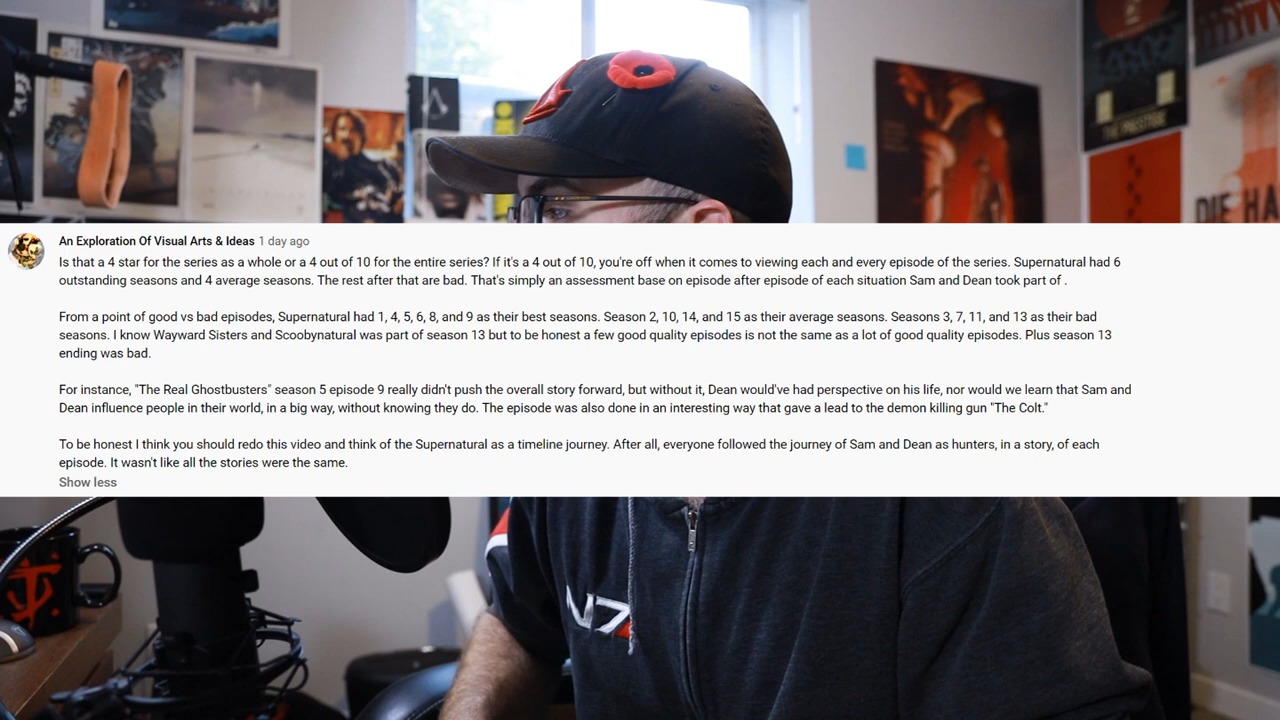 THE PRESTIGE
DIE HA
An Exploration Of Visual Arts & Ideas 1 day ago
Is that a 4 star for the series as a whole or a 4 out of 10 for the entire series? If it's a 4 out of 10, you're off when it comes to viewing each and every episode of the series. Supernatural had 6
outstanding seasons and 4 average seasons. The rest after that are bad. That's simply an assessment base on episode after episode of each situation Sam and Dean took part of .
From a point of good vs bad episodes, Supernatural had 1, 4, 5, 6, 8, and 9 as their best seasons. Season 2, 10, 14, and 15 as their average seasons. Seasons 3, 7, 11, and 13 as their bad
seasons. I know Wayward Sisters and Scoobynatural was part of season 13 but to be honest a few good quality episodes is not the same as a lot of good quality episodes. Plus season 13
ending was bad.
For instance, "The Real Ghostbusters" season 5 episode 9 really didn't push the overall story forward, but without it, Dean would've had perspective on his life, nor would we learn that Sam and
Dean influence people in their world, in a big way, without knowing they do. The episode was also done in an interesting way that gave a lead to the demon killing gun "The Colt."
To be honest I think you should redo this video and think of the Supernatural as a timeline journey. After all, everyone followed the journey of Sam and Dean as hunters, in a story, of each
episode. It wasn't like all the stories were the same.
Show less
N7